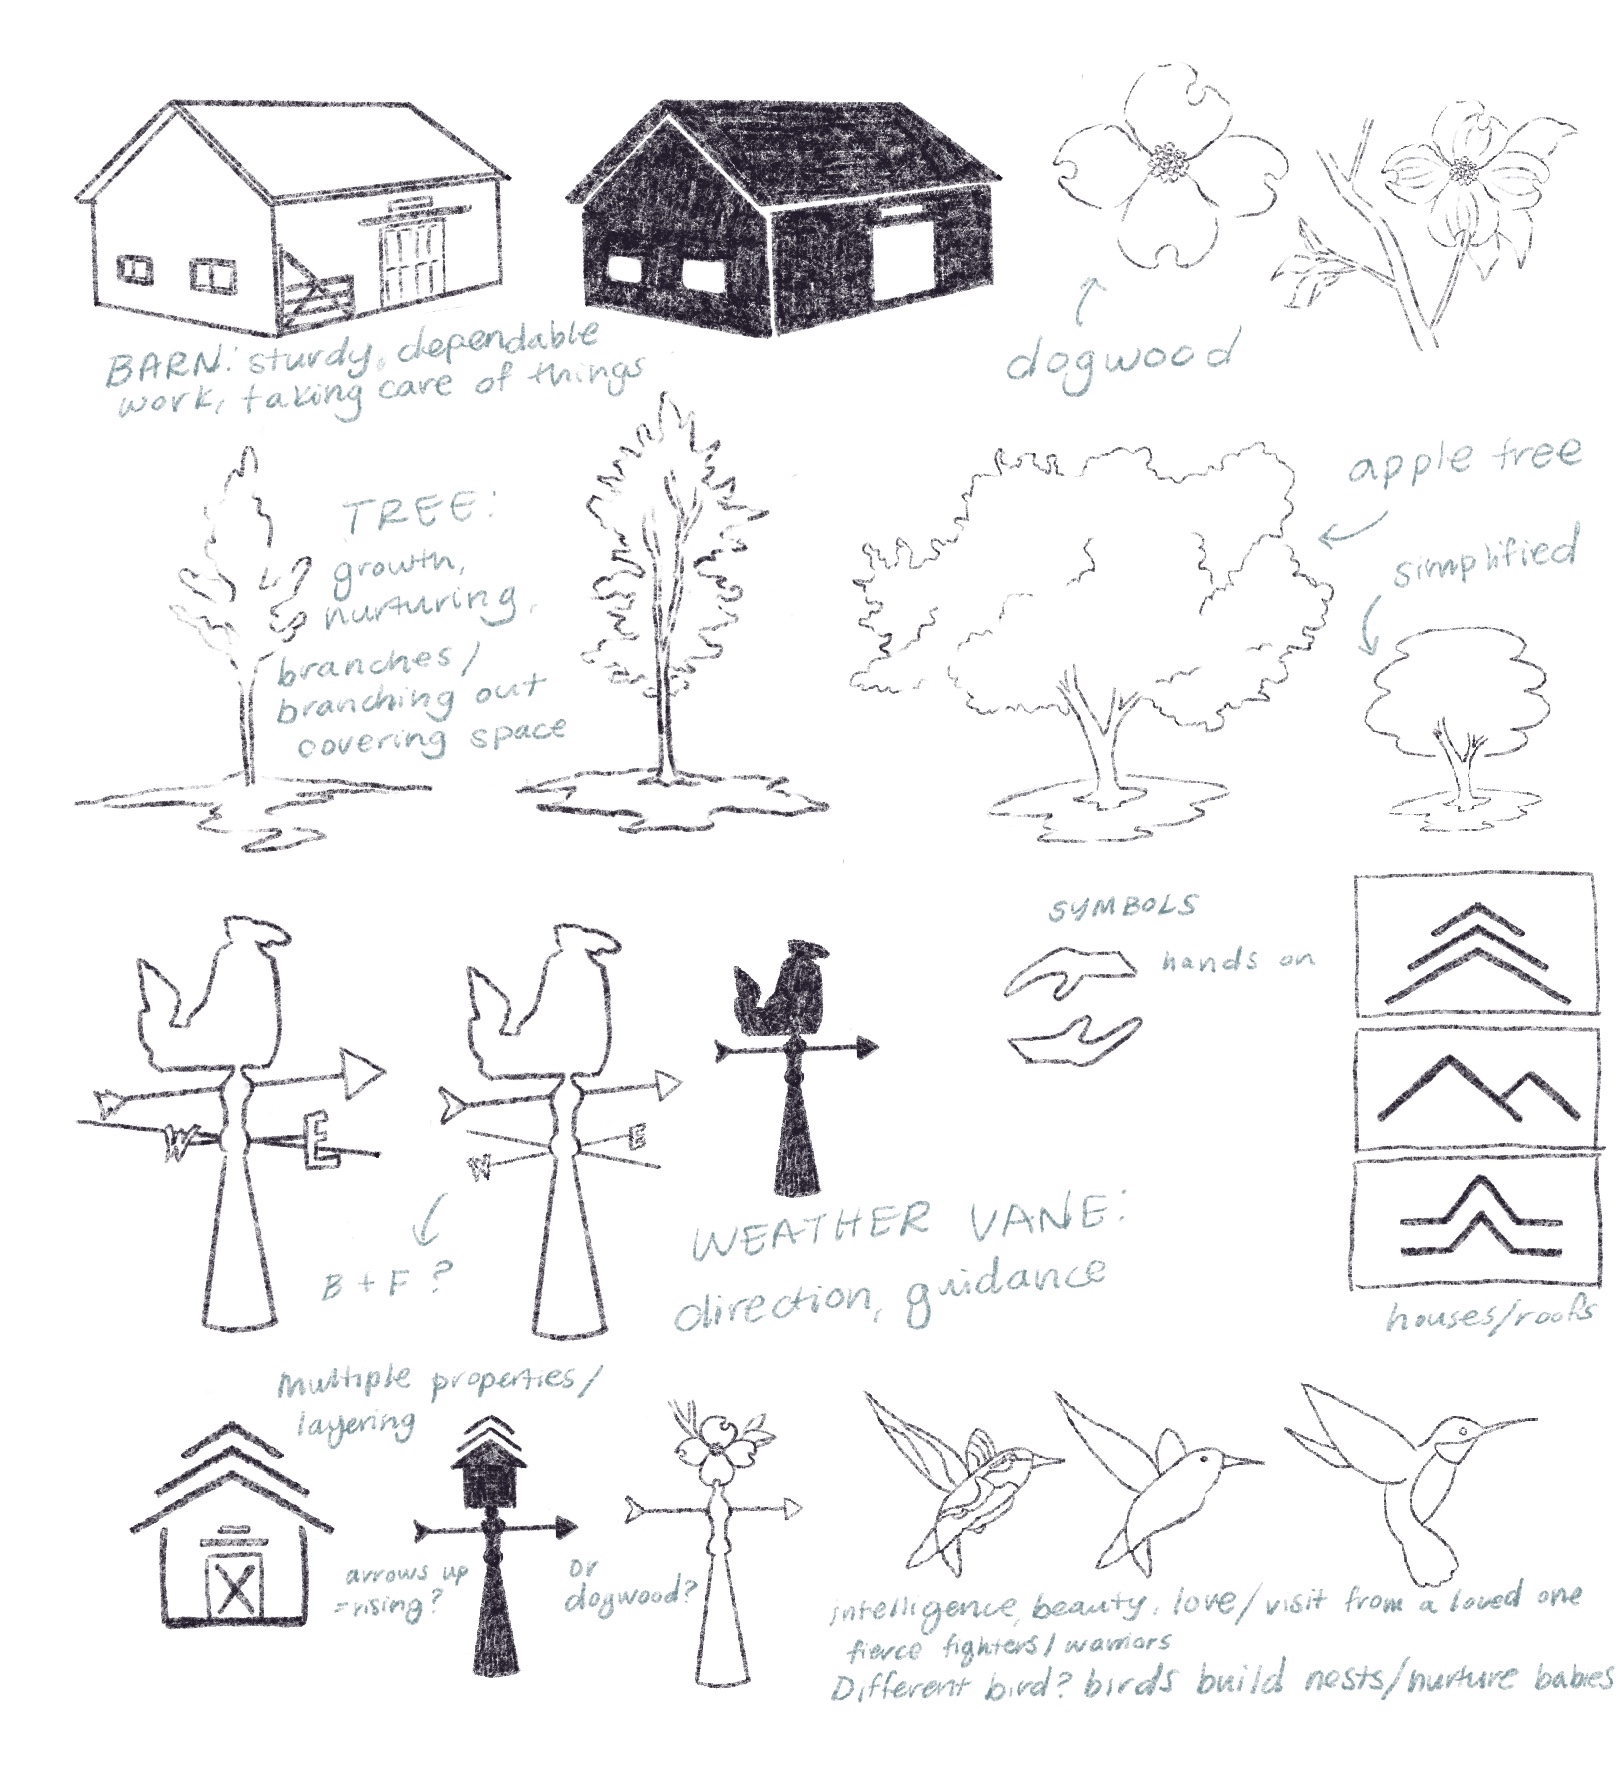 BARN: sturdy, dependable
work, taking care of things
dogwood
TREE:
growth,
nurturing,
branches/
branching out
covering space
apple tree
simplified
SYMBOLS
hands on
W
E
W
E
B + F ?
WEATHER VANE:
direction, guidance
houses/roofs
Multiple properties/
layering
arrows up
=rising?
or
dogwood?
intelligence, beauty, love/visit from a loved one
fierce fighters/warriors
Different bird? birds build nests/nurture babies